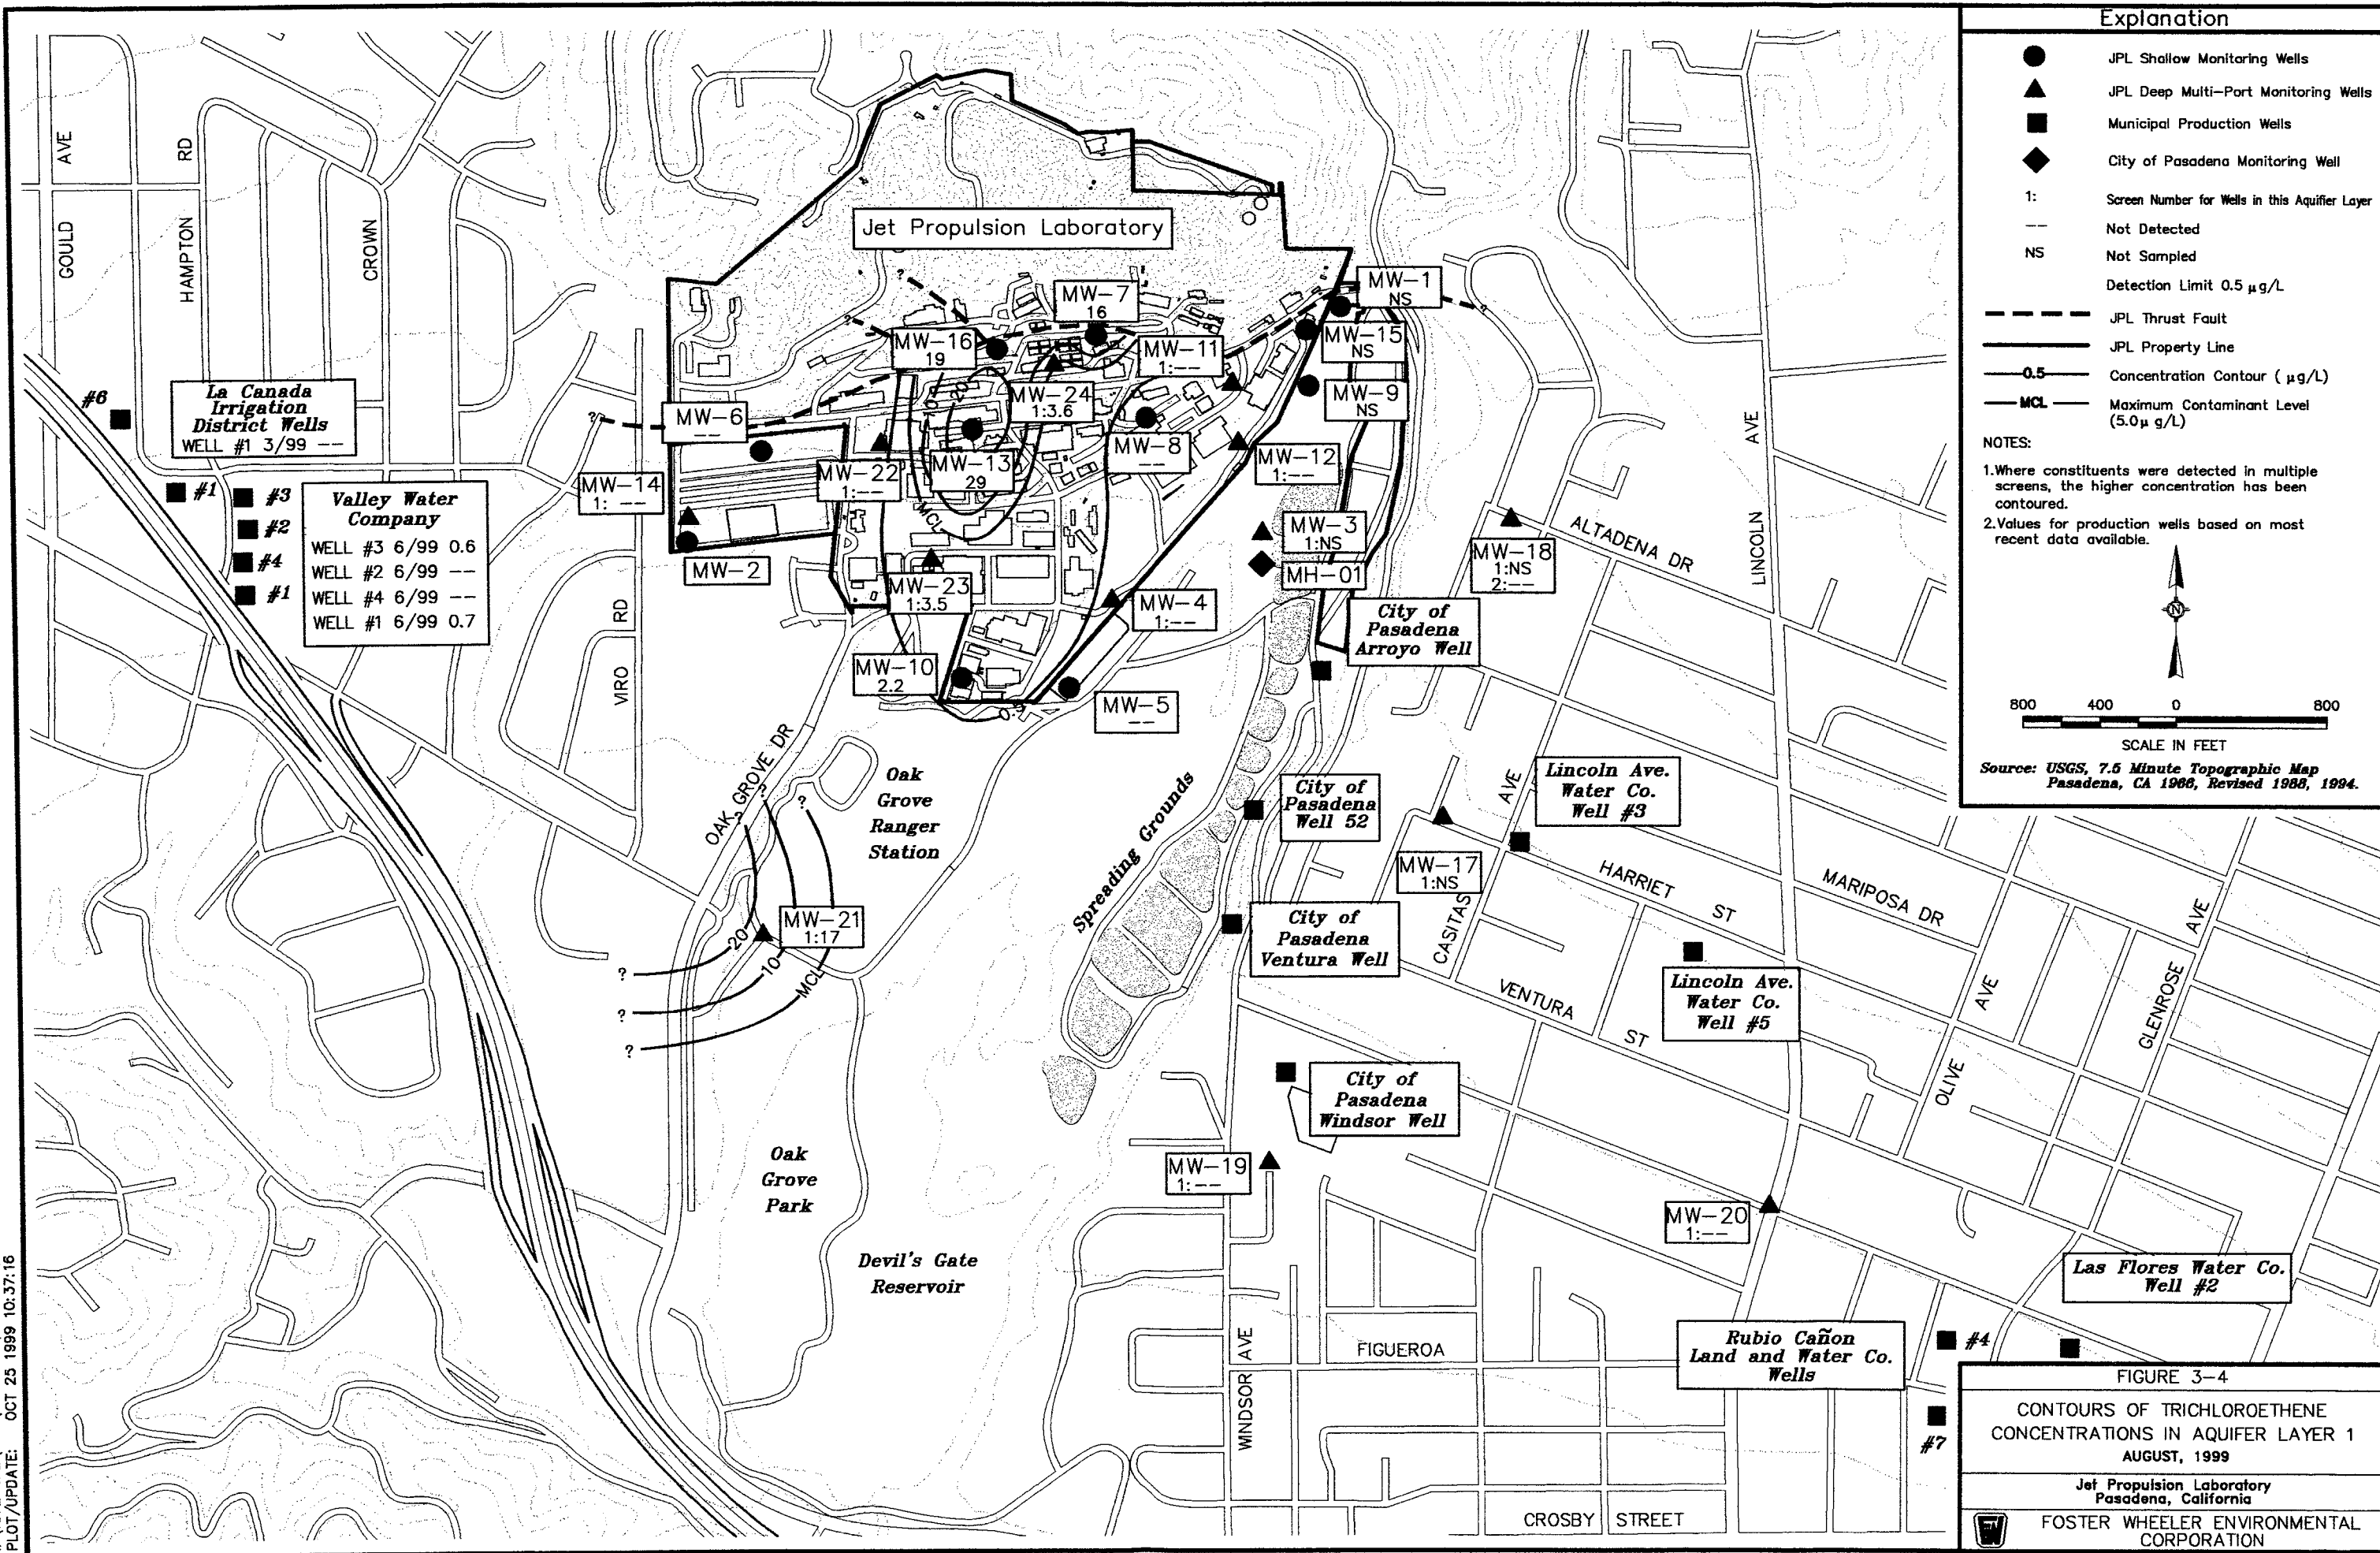 Explanation
JPL Shallow Monitoring Wells
JPL Deep Multi-Port Monitoring Wells
Municipal Production Wells
City of Pasadena Monitoring Well
1: Screen Number for Wells in this Aquifier Layer
-- Not Detected
NS Not Sampled
Detection Limit 0.5 µg/L
JPL Thrust Fault
JPL Property Line
0.5 Concentration Contour ( µg/L)
MCL Maximum Contaminant Level
(5.0µ g/L)
NOTES:
1.Where constituents were detected in multiple
screens, the higher concentration has been
contoured.
2.Values for production wells based on most
recent data available.
N
800 400 0 800
SCALE IN FEET
Source: USGS, 7.5 Minute Topographic Map
Pasadena, CA 1966, Revised 1988, 1994.
GOULD AVE
HAMPTON RD
CROWN
Jet Propulsion Laboratory
?
?
?
?
MW-7
16
MW-1
NS
MW-16
19
MW-11
1:--
MW-15
NS
MW-24
1:3.6
MW-9
NS
MW-6
--
MW-8
--
MW-13
29
MW-22
1:--
MW-12
1:--
MW-14
1: --
MW-3
1:NS
MH-01
MW-2
MW-23
1:3.5
MW-4
1:--
MW-18
1:NS
2:--
MW-10
2.2
MW-5
--
10
20
MCL
0.5
#6
La Canada
Irrigation
District Wells
WELL #1 3/99 --
#1
#3
#2
#4
#1
Valley Water
Company
WELL #3 6/99 0.6
WELL #2 6/99 --
WELL #4 6/99 --
WELL #1 6/99 0.7
VIRO RD
ALTADENA DR
LINCOLN AVE
City of
Pasadena
Arroyo Well
OAK GROVE DR
Oak
Grove
Ranger
Station
?
?
?
MW-21
1:17
20
10
MCL
?
?
?
Spreading Grounds
City of
Pasadena
Well 52
Lincoln Ave.
Water Co.
Well #3
MW-17
1:NS
CASITAS AVE
HARRIET ST
MARIPOSA DR
City of
Pasadena
Ventura Well
VENTURA ST
Lincoln Ave.
Water Co.
Well #5
OLIVE AVE
GLENROSE AVE
City of
Pasadena
Windsor Well
MW-19
1:--
Oak
Grove
Park
MW-20
1:--
Devil's Gate
Reservoir
Las Flores Water Co.
Well #2
WINDSOR AVE
FIGUEROA
Rubio Cañon
Land and Water Co.
Wells
#4
#7
CROSBY STREET
FIGURE 3-4
CONTOURS OF TRICHLOROETHENE
CONCENTRATIONS IN AQUIFER LAYER 1
AUGUST, 1999
Jet Propulsion Laboratory
Pasadena, California
FOSTER WHEELER ENVIRONMENTAL
CORPORATION
PLOT/UPDATE: OCT 25 1999 10:37:16